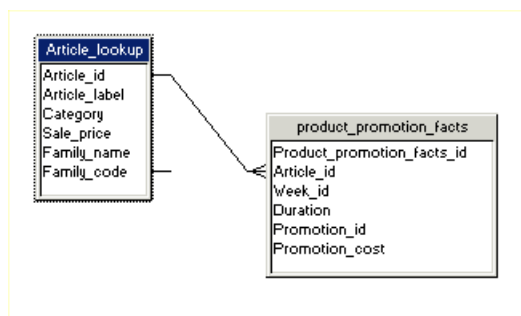 Article_lookup
Article_id
Article_label
Category
Sale_price
Family_name
Family_code
product_promotion_facts
Product_promotion_facts_id
Article_id
Week_id
Duration
Promotion_id
Promotion_cost